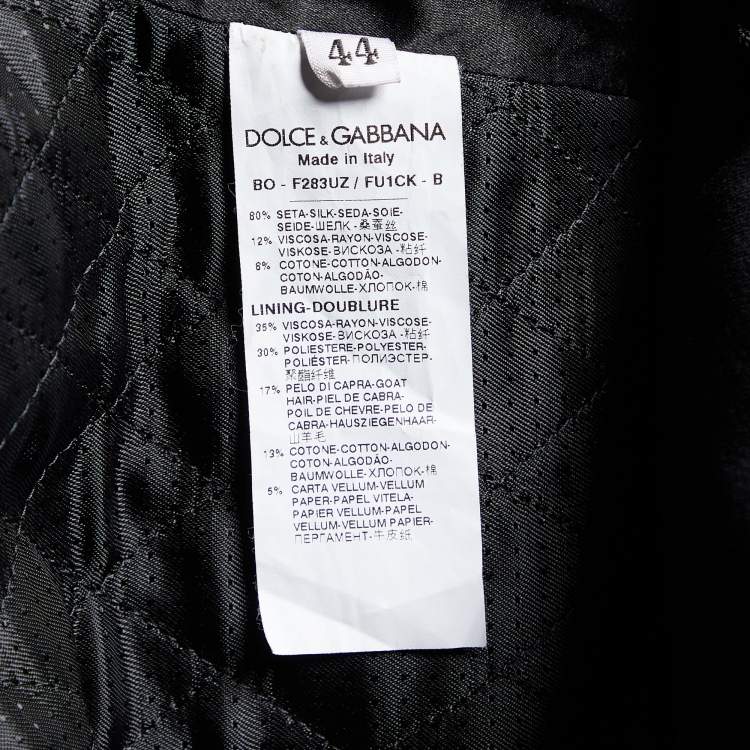 44
DOLCE & GABBANA
Made in Italy
BO - F283UZ / FU1CK - B
80% SETA-SILK-SEDA-SOIE-
SEIDE-ШЕЛК - 桑蚕丝
12% VISCOSA-RAYON-VISCOSE-
VISKOSE-ВИСКОЗА -粘纤
8% COTONE-COTTON-ALGODON-
COTON-ALGODÃO-
BAUMWOLLE-ХЛОПОК-棉
LINING-DOUBLURE
35% VISCOSA-RAYON-VISCOSE-
VISKOSE-ВИСКОЗА -粘纤
30% POLIESTERE-POLYESTER-
POLIÉSTER-ПОЛИЭСТЕР-
聚酯纤维
17% PELO DI CAPRA-GOAT
HAIR-PIEL DE CABRA-
POIL DE CHEVRE-PELO DE
CABRA-HAUSZIEGENHAAR-
山羊毛
13% COTONE-COTTON-ALGODON-
COTON-ALGODÃO-
BAUMWOLLE-ХЛОПОК-棉
5% CARTA VELLUM-VELLUM
PAPER-PAPEL VITELA-
PAPIER VELLUM-PAPEL
VELLUM-VELLUM PAPIER-
ПЕРГАМЕНТ-牛皮纸